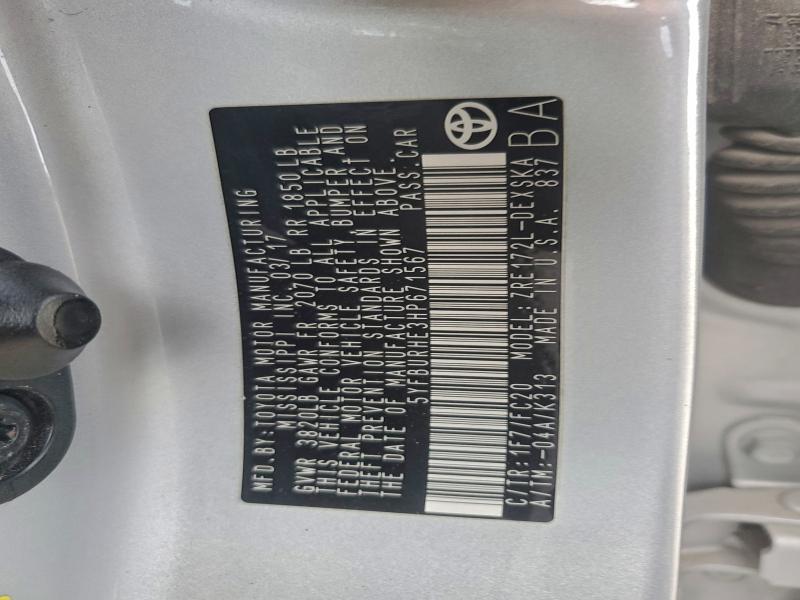 MFD.BY:TOYOTA MOTOR MANUFACTURING
MISSISSIPPI INC. 03/17
GVWR 3820LB GAWR FR 2070 LB RR 1850LB
THIS VEHICLE CONFORMS TO ALL APPLICABLE
FEDERAL MOTOR VEHICLE SAFETY, BUMPER, AND
THEFT PREVENTION STANDARDS IN EFFECT ON
THE DATE OF MANUFACTURE SHOWN ABOVE.
5YFBURHE3HP671567 PASS.CAR
C/TR:1F7/FC20 MODEL:ZRE172L-DEXSKA
A/TM:-04A/K313 MADE IN U.S.A. 837
BA